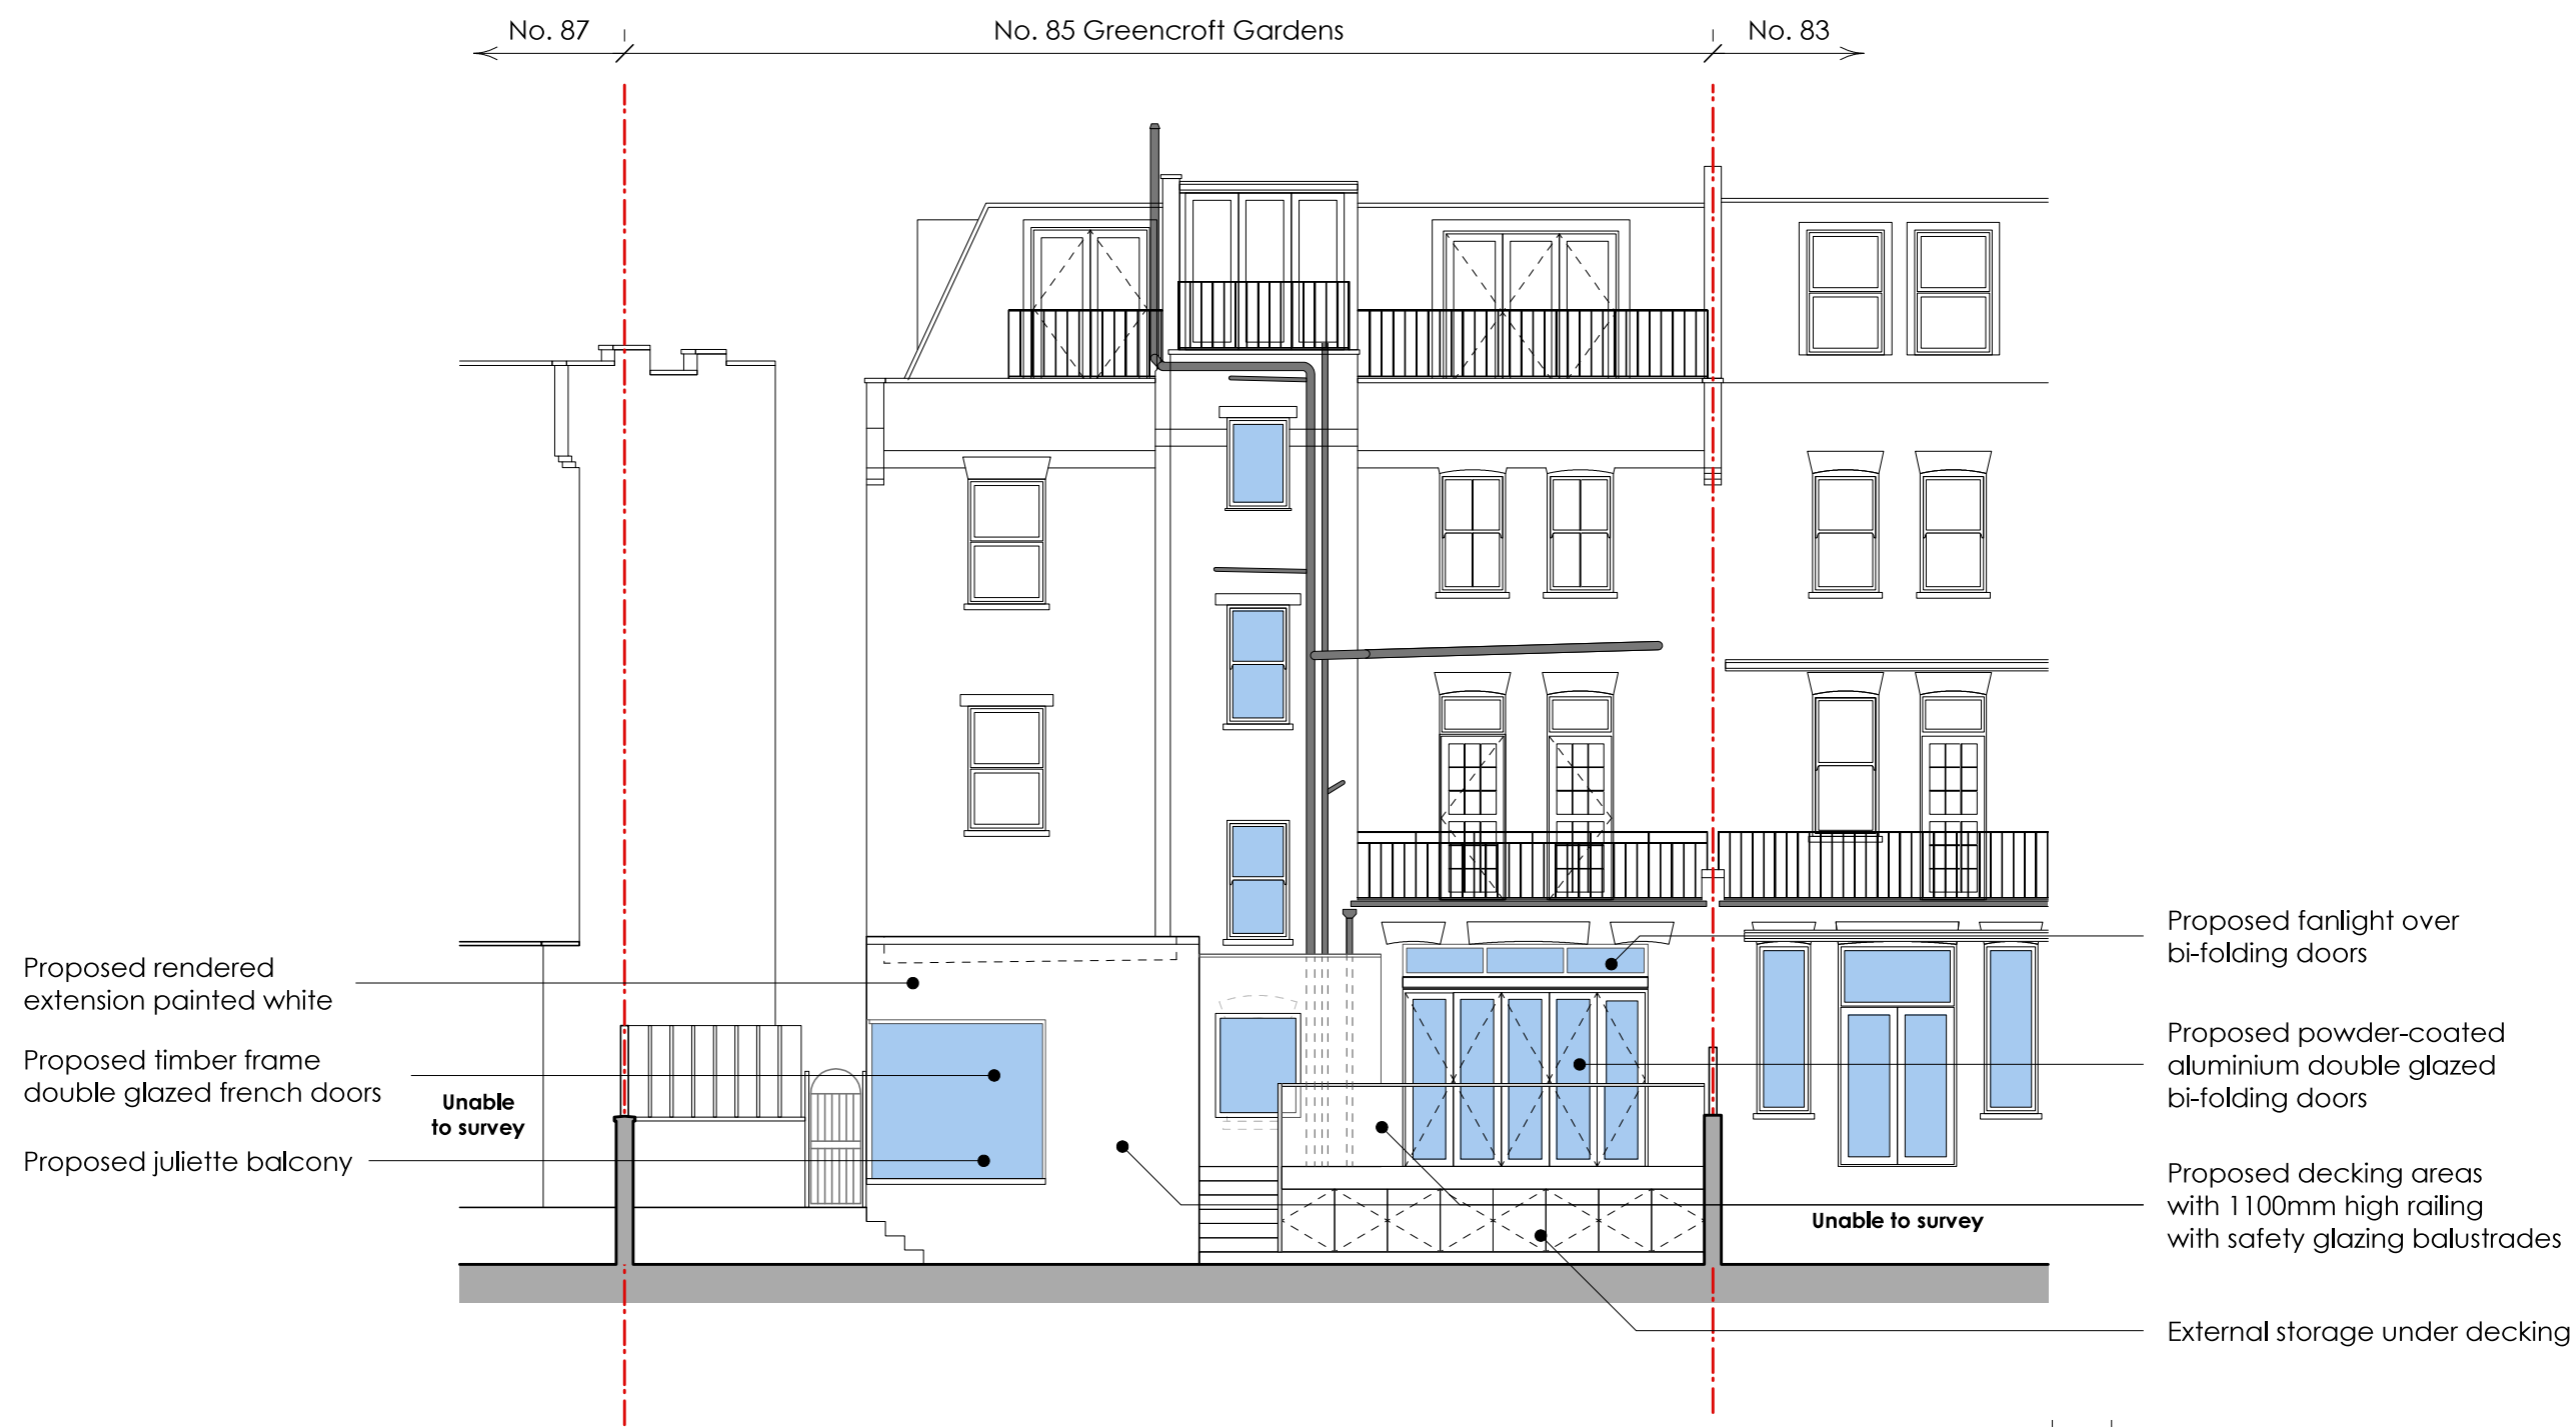 No. 87
No. 85 Greencroft Gardens
No. 83
Proposed rendered
extension painted white
Proposed timber frame
double glazed french doors
Unable
to survey
Proposed juliette balcony
Proposed fanlight over
bi-folding doors
Proposed powder-coated
aluminium double glazed
bi-folding doors
Proposed decking areas
with 1100mm high railing
with safety glazing balustrades
Unable to survey
External storage under decking